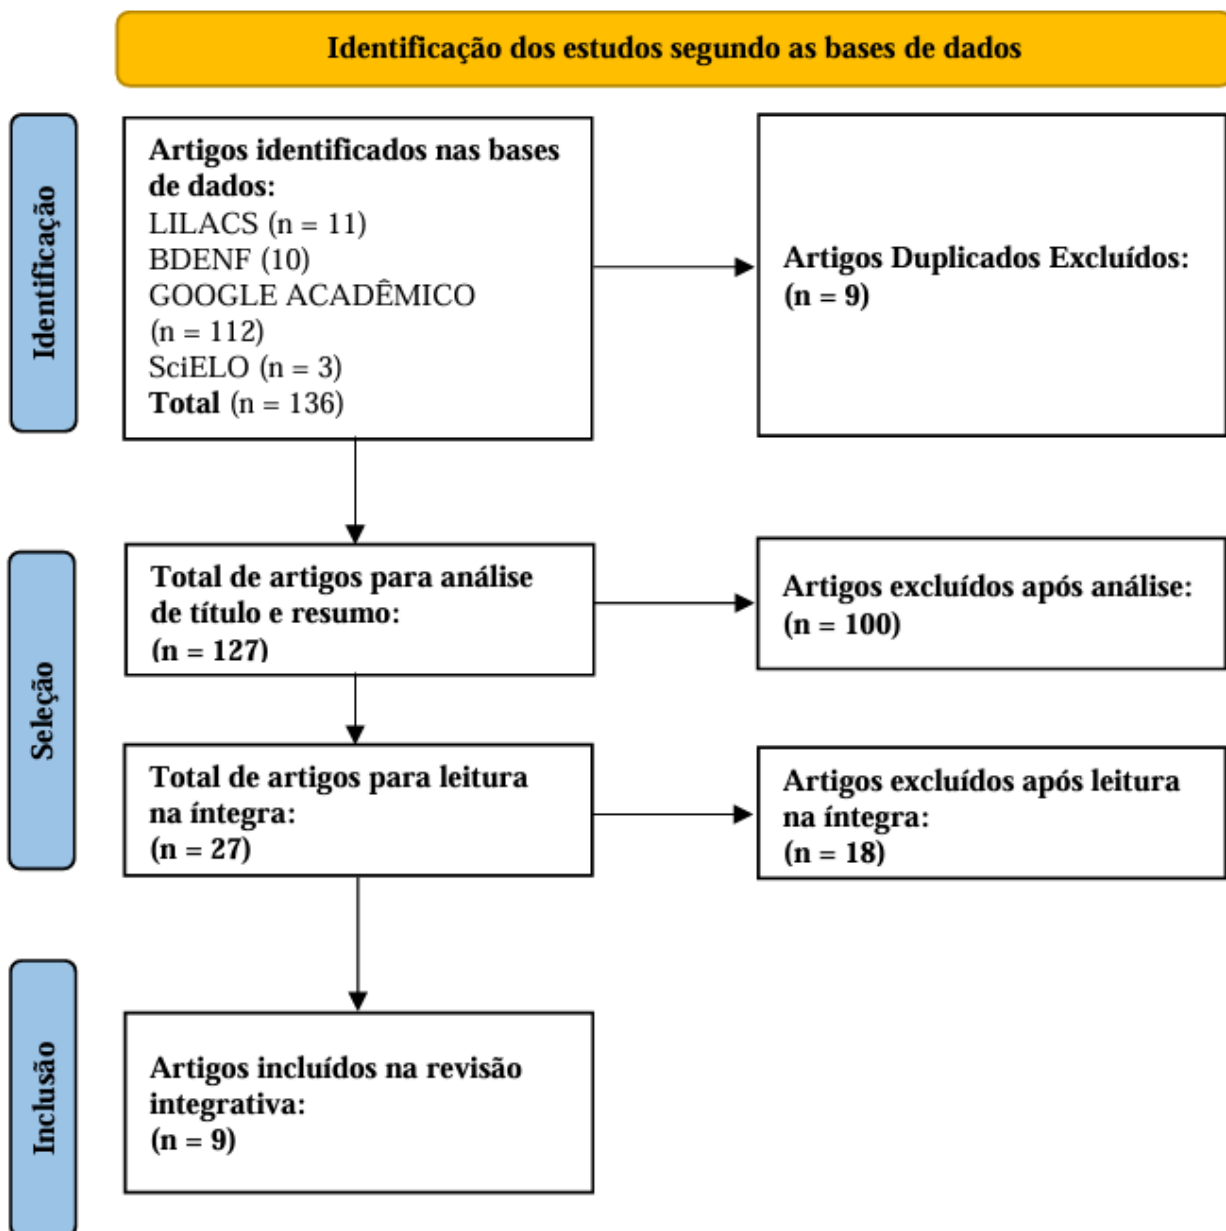 Identificação dos estudos segundo as bases de dados
Identificação
Artigos identificados nas bases
de dados:
LILACS (n = 11)
BDENF (10)
GOOGLE ACADÊMICO
(n = 112)
SciELO (n = 3)
Total (n = 136)
Artigos Duplicados Excluídos:
(n = 9)
Seleção
Total de artigos para análise
de título e resumo:
(n = 127)
Artigos excluídos após análise:
(n = 100)
Total de artigos para leitura
na íntegra:
(n = 27)
Artigos excluídos após leitura
na íntegra:
(n = 18)
Inclusão
Artigos incluídos na revisão
integrativa:
(n = 9)